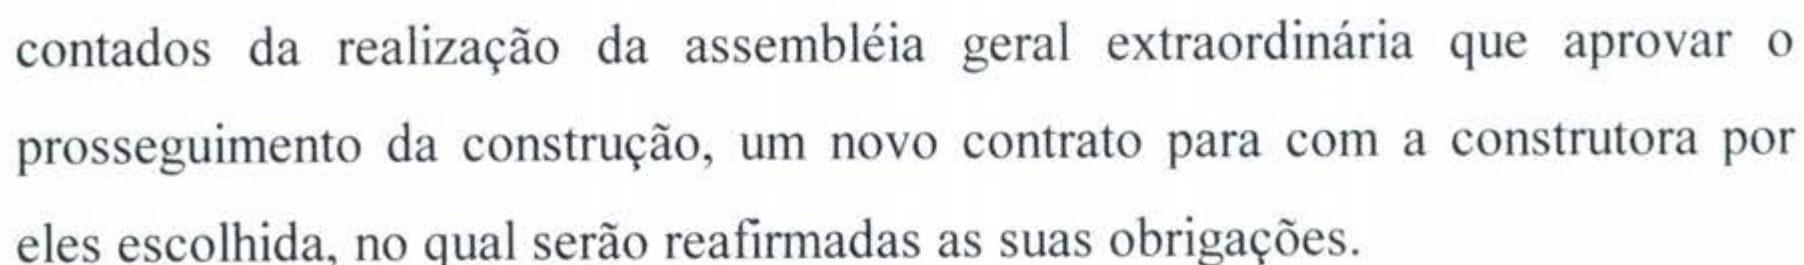 contados da realização da assembléia geral extraordinária que aprovar o
prosseguimento da construção, um novo contrato para com a construtora por
eles escolhida, no qual serão reafirmadas as suas obrigações.